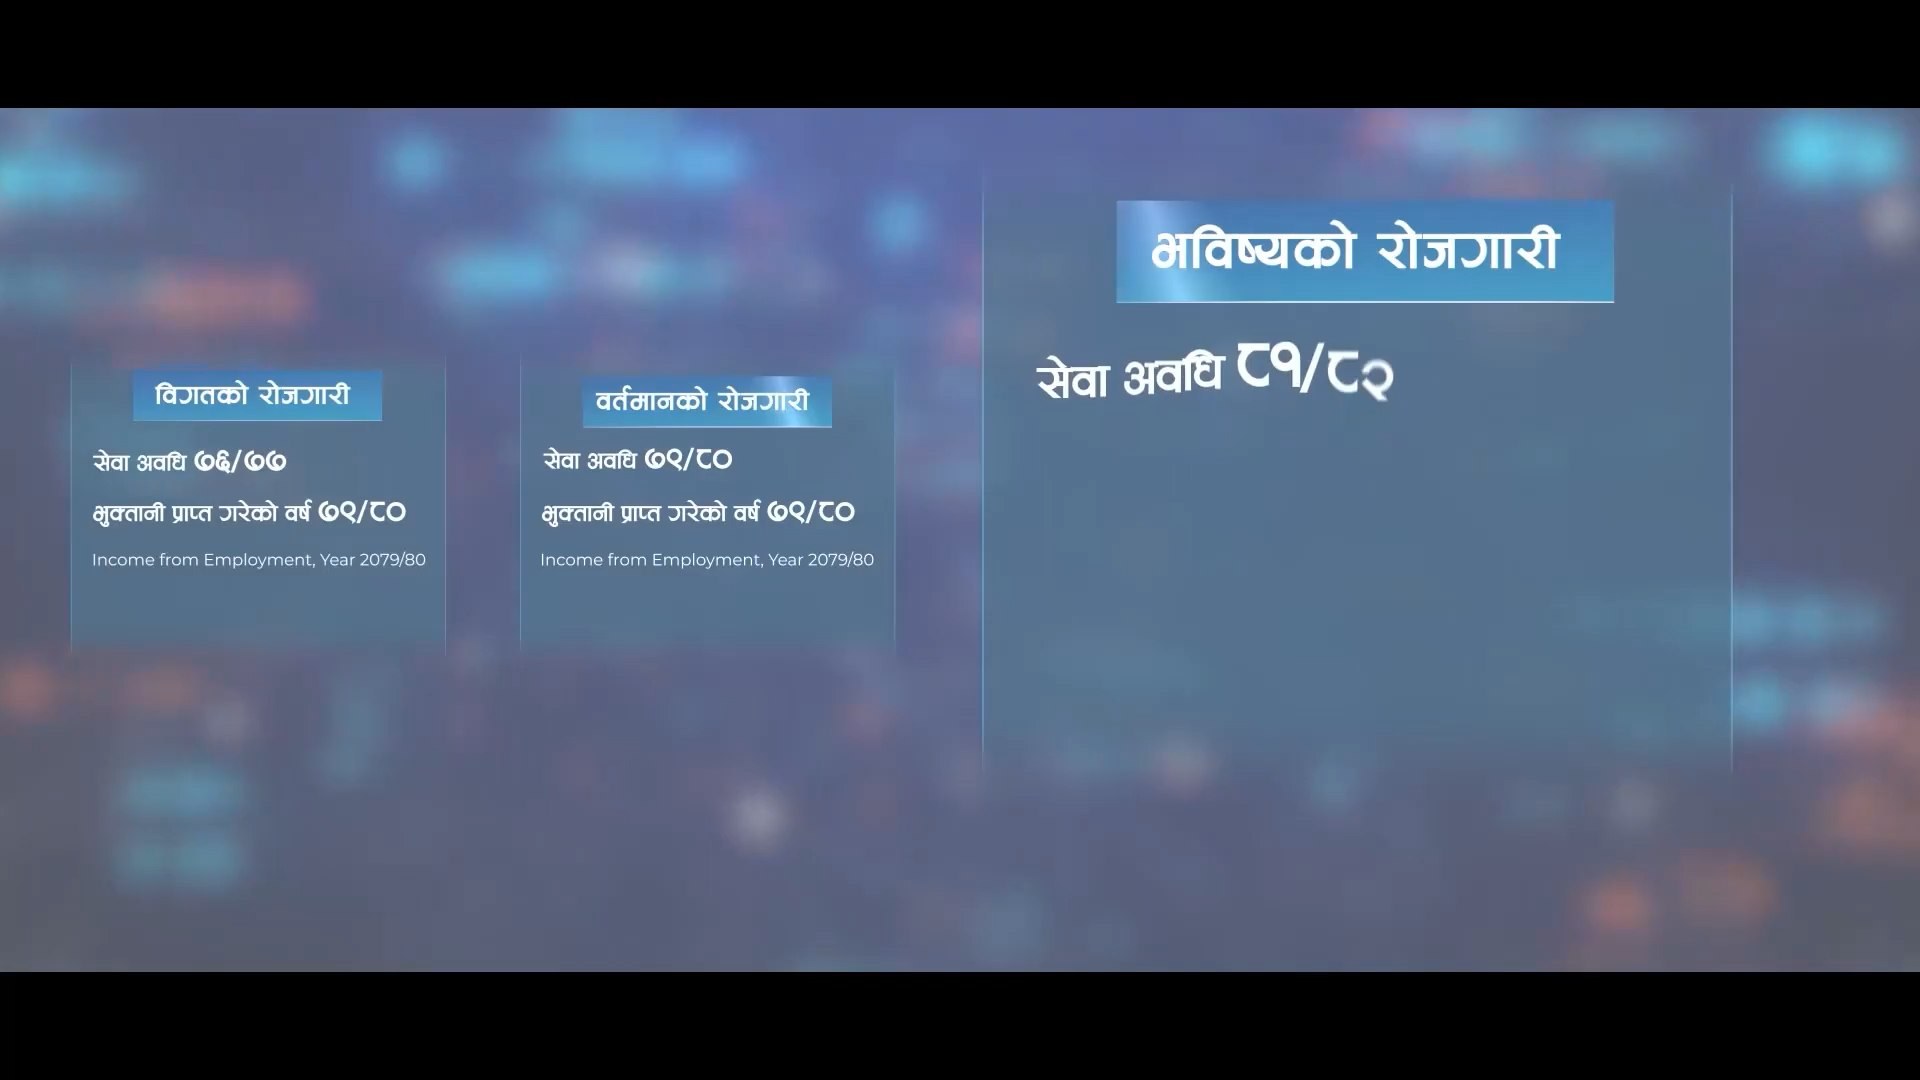 विगतको रोजगारी
सेवा अवधि ७६/७७
भुक्तानी प्राप्त गरेको वर्ष ७९/८०
Income from Employment, Year 2079/80
वर्तमानको रोजगारी
सेवा अवधि ७९/८०
भुक्तानी प्राप्त गरेको वर्ष ७९/८०
Income from Employment, Year 2079/80
भविष्यको रोजगारी
सेवा अवधि ८१/८२